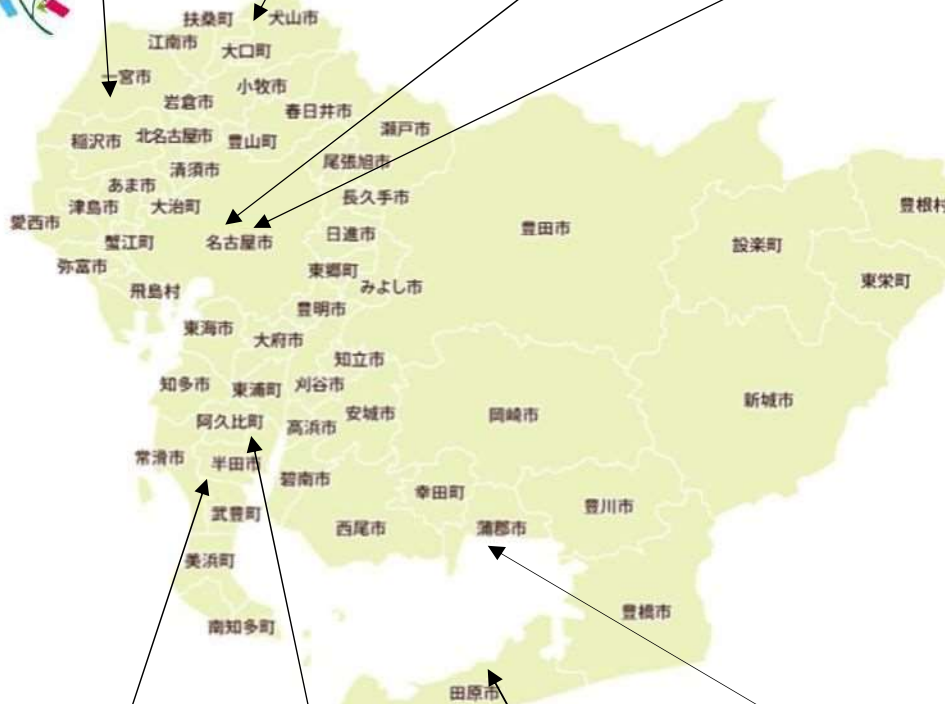 扶桑町
犬山市
江南市
大口町
一宮市
小牧市
岩倉市
春日井市
瀬戸市
稲沢市
北名古屋市
豊山町
尾張旭市
清須市
あま市
長久手市
津島市
大治町
豊根村
愛西市
豊田市
日進市
蟹江町
名古屋市
設楽町
弥富市
東郷町
東栄町
みよし市
飛島村
豊明市
東海市
大府市
知立市
知多市
東浦町
刈谷市
新城市
安城市
岡崎市
阿久比町
高浜市
常滑市
半田市
碧南市
幸田町
豊川市
武豊町
西尾市
蒲郡市
美浜町
豊橋市
南知多町
田原市